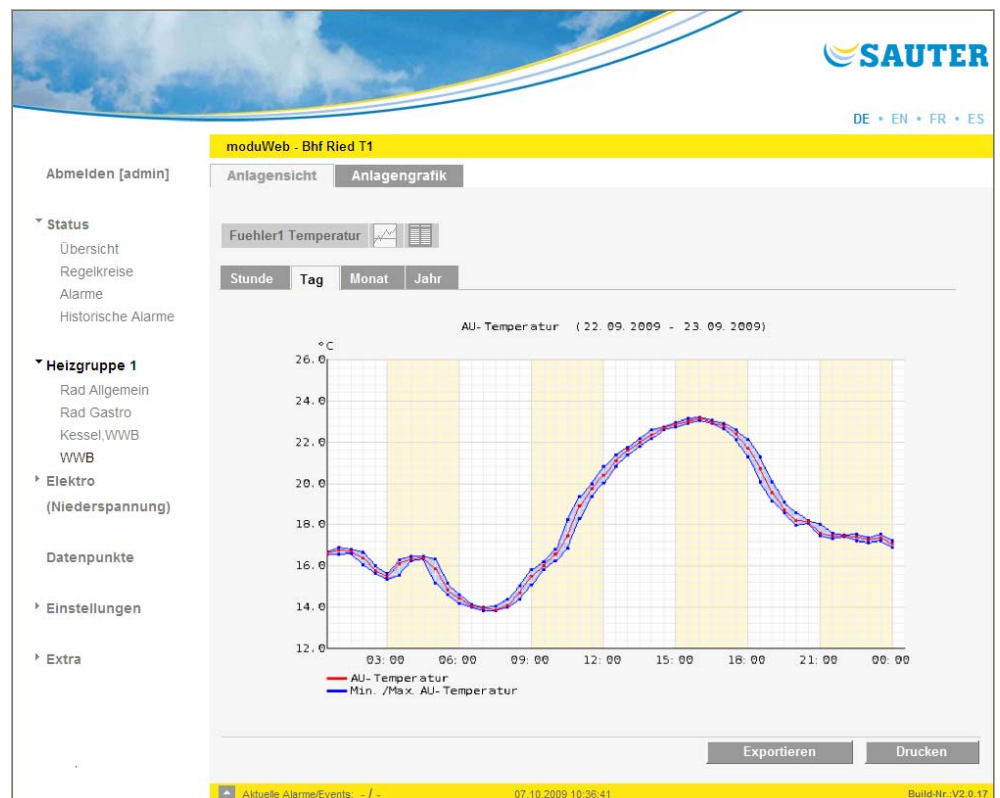 SAUTER
DE • EN • FR • ES
moduWeb - Bhf Ried T1
Abmelden [admin]
Anlagensicht
Anlagengrafik
Status
Übersicht
Regelkreise
Alarme
Historische Alarme
Heizgruppe 1
Rad Allgemein
Rad Gastro
Kessel,WWB
WWB
Elektro
(Niederspannung)
Datenpunkte
Einstellungen
Extra
Fuehler1 Temperatur
Stunde
Tag
Monat
Jahr
AU-Temperatur (22.09.2009 - 23.09.2009)
°C
26.0
24.0
22.0
20.0
18.0
16.0
14.0
12.0
03:00 06:00 09:00 12:00 15:00 18:00 21:00 00:00
AU-Temperatur
Min. /Max. AU-Temperatur
Exportieren
Drucken
Aktuelle Alarme/Events: - / -
07.10.2009 10:36:41
Build-Nr.:V2.0.17